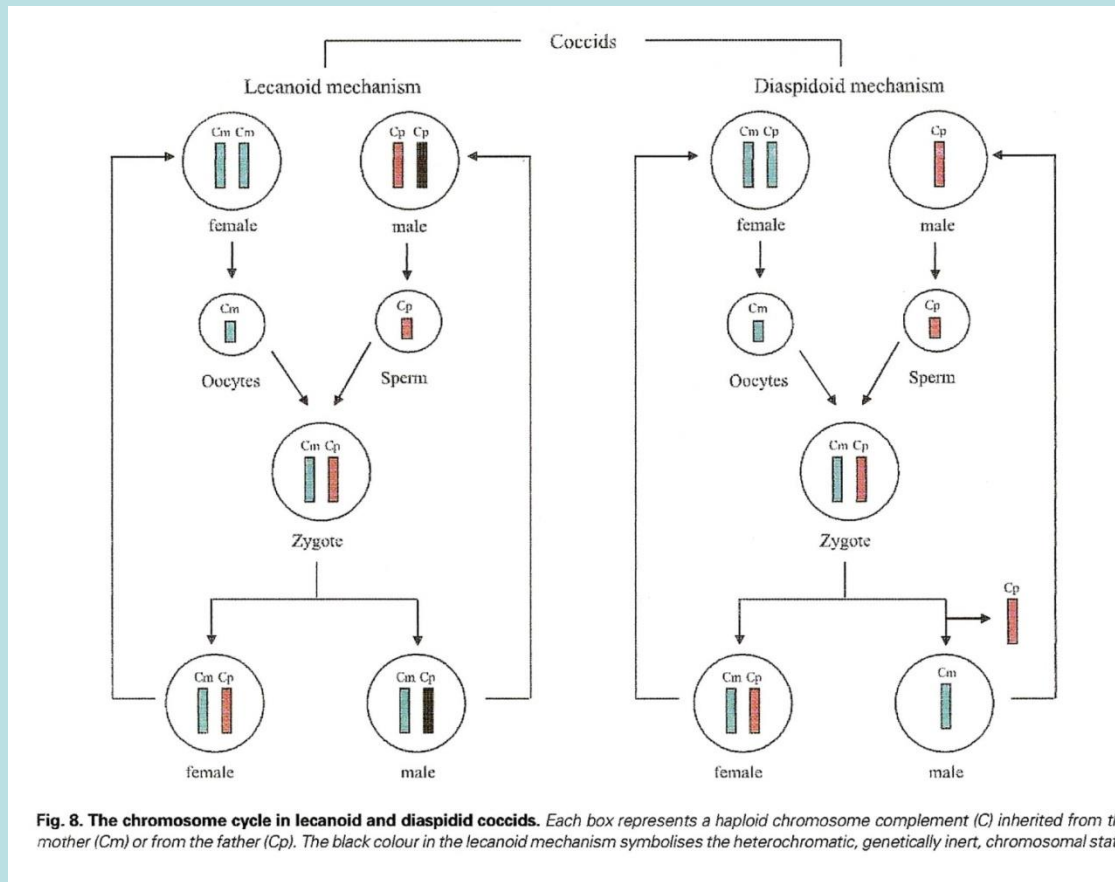 Coccids
Lecanoid mechanism
Diaspidoid mechanism
Cm Cm
Cp Cp
Cm Cp
Cp
female
male
female
male
Cm
Cp
Cm
Cp
Oocytes
Sperm
Oocytes
Sperm
Cm Cp
Cm Cp
Zygote
Zygote
Cp
Cm Cp
Cm Cp
Cm Cp
Cm
female
male
female
male
Fig. 8. The chromosome cycle in lecanoid and diaspidid coccids. Each box represents a haploid chromosome complement (C) inherited from th
mother (Cm) or from the father (Cp). The black colour in the lecanoid mechanism symbolises the heterochromatic, genetically inert, chromosomal stat